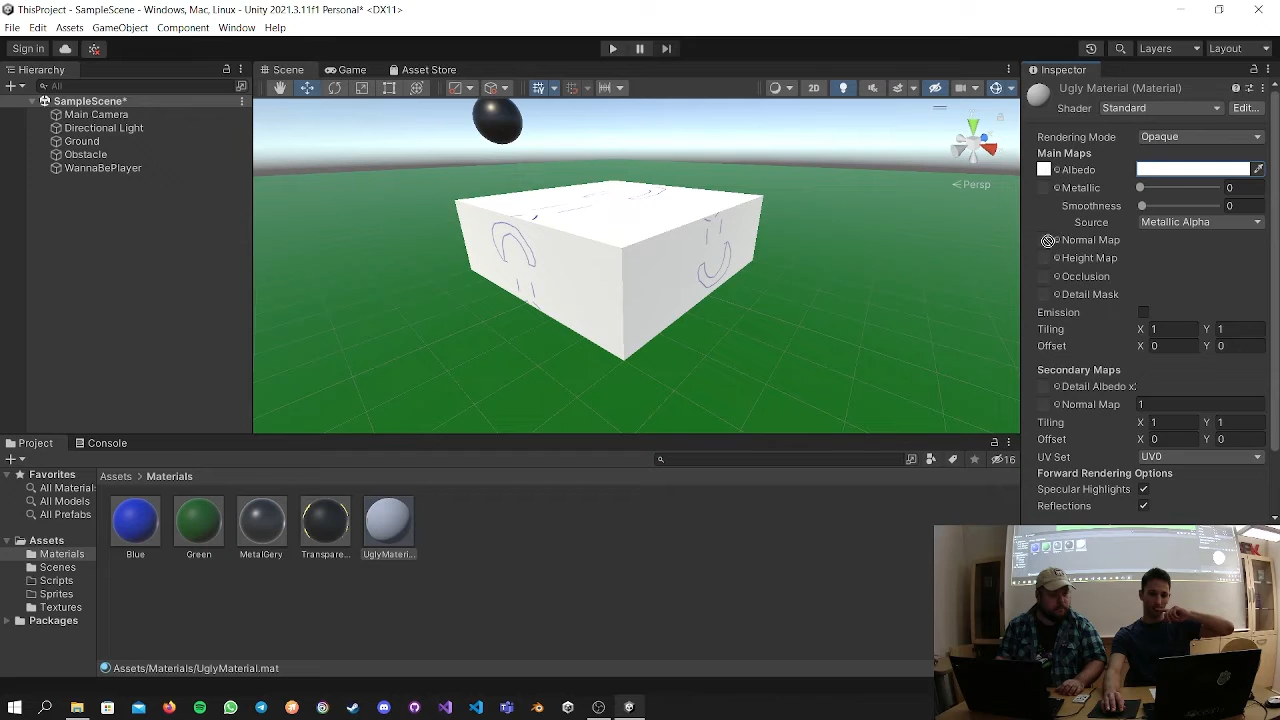 ThisProject - SampleScene - Windows, Mac, Linux - Unity 2021.3.11f1 Personal* <DX11>
File Edit Assets GameObject Component Window Help
Sign in Layers Layout
Hierarchy Scene Game Asset Store Inspector
All 2D
SampleScene*
Main Camera
Directional Light
Ground
Obstacle
WannaBePlayer
Persp
Ugly Material (Material)
Shader Standard Edit...
Rendering Mode Opaque
Main Maps
Albedo
Metallic 0
Smoothness 0
Source Metallic Alpha
Normal Map
Height Map
Occlusion
Detail Mask
Emission
Tiling X 1 Y 1
Offset X 0 Y 0
Secondary Maps
Detail Albedo x
Normal Map 1
Tiling X 1 Y 1
Offset X 0 Y 0
UV Set UV0
Forward Rendering Options
Specular Highlights
Reflections
Project Console
16
Favorites
All Material
All Models
All Prefabs
Assets
Materials
Scenes
Scripts
Sprites
Textures
Packages
Assets > Materials
Blue Green MetalGery Transpare... UglyMateri...
Assets/Materials/UglyMaterial.mat